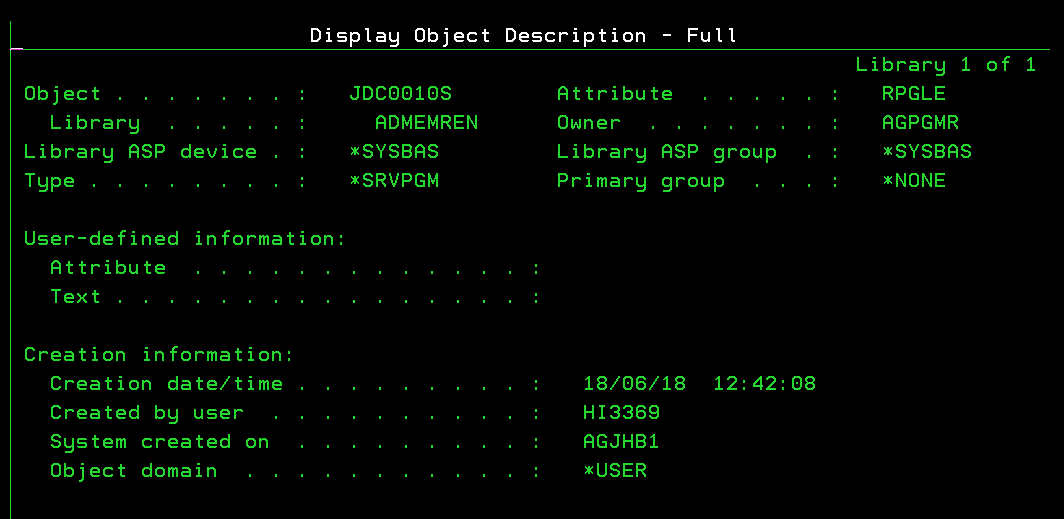 Display Object Description - Full
Library 1 of 1
Object . . . . . . . : JDC0010S Attribute . . . . . : RPGLE
Library . . . . . : ADMEMREN Owner . . . . . . . : AGPGMR
Library ASP device . : *SYSBAS Library ASP group . : *SYSBAS
Type . . . . . . . . : *SRVPGM Primary group . . . : *NONE
User-defined information:
Attribute . . . . . . . . . . . . . . :
Text . . . . . . . . . . . . . . . . . :
Creation information:
Creation date/time . . . . . . . . . . : 18/06/18 12:42:08
Created by user . . . . . . . . . . . : HI3369
System created on . . . . . . . . . . : AGJHB1
Object domain . . . . . . . . . . . . : *USER